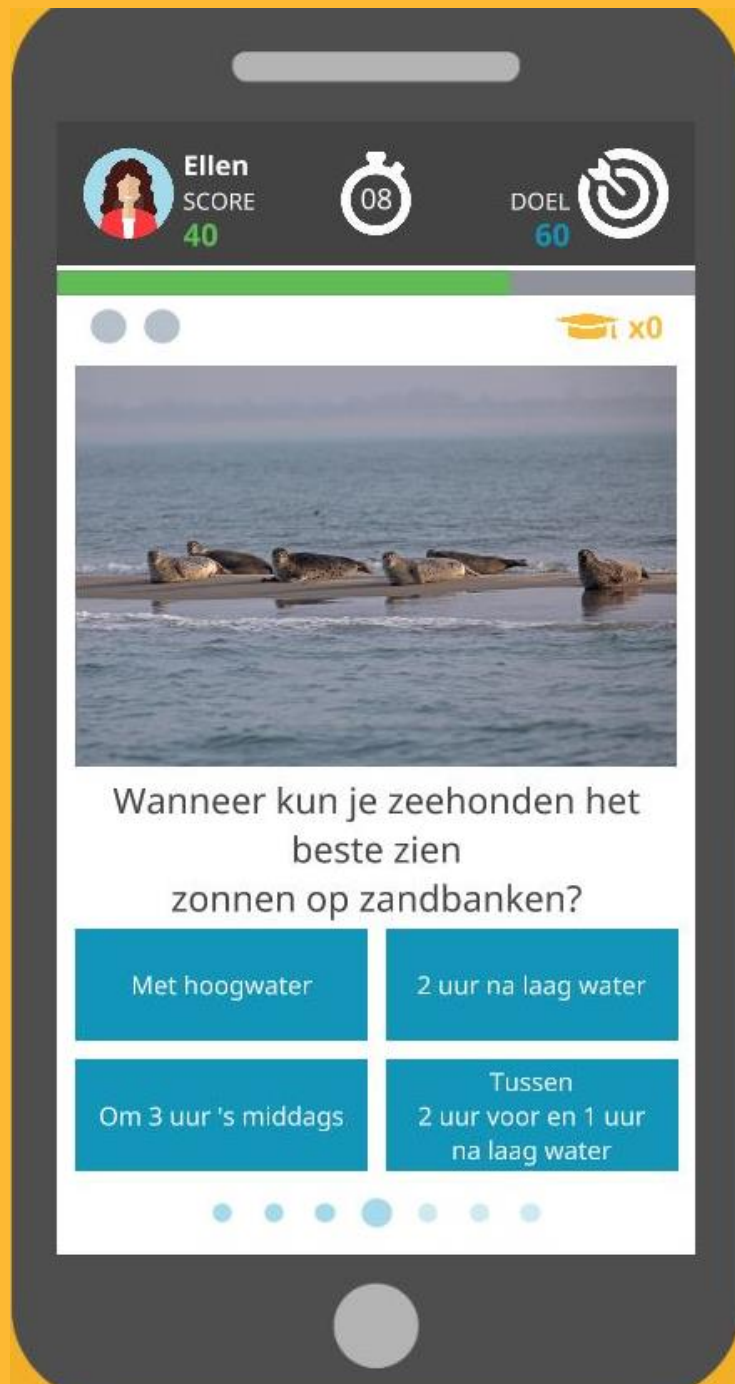 Ellen
SCORE
40
08
DOEL
60
x0
Wanneer kun je zeehonden het
beste zien
zonnen op zandbanken?
Met hoogwater
2 uur na laag water
Om 3 uur 's middags
Tussen
2 uur voor en 1 uur
na laag water